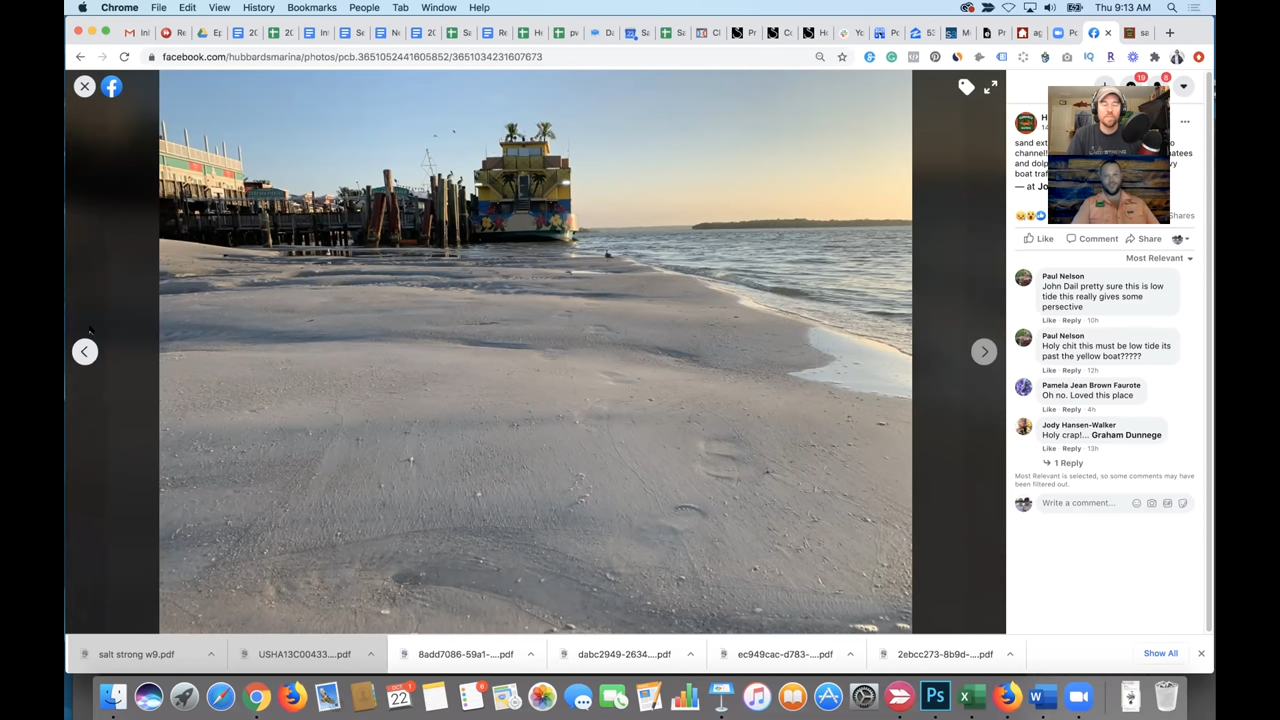 Chrome File Edit View History Bookmarks People Tab Window Help Thu 9:13 AM
facebook.com/hubbardsmarina/photos/pcb.3651052441605852/3651034231607673
19 8
sand ext
channel!
and dolp
boat traf
— at Jo
Shares
Like Comment Share
Most Relevant
Paul Nelson
John Dail pretty sure this is low
tide this really gives some
persective
Like · Reply · 10h
Paul Nelson
Holy chit this must be low tide its
past the yellow boat?????
Like · Reply · 12h
Pamela Jean Brown Faurote
Oh no. Loved this place
Like · Reply · 4h
Jody Hansen-Walker
Holy crap!... Graham Dunnege
Like · Reply · 13h
1 Reply
Most Relevant is selected, so some comments may have
been filtered out.
Write a comment...
salt strong w9.pdf USHA13C00433....pdf 8add7086-59a1-....pdf dabc2949-2634....pdf ec949cac-d783-....pdf 2ebcc273-8b9d-....pdf Show All
OCT
22